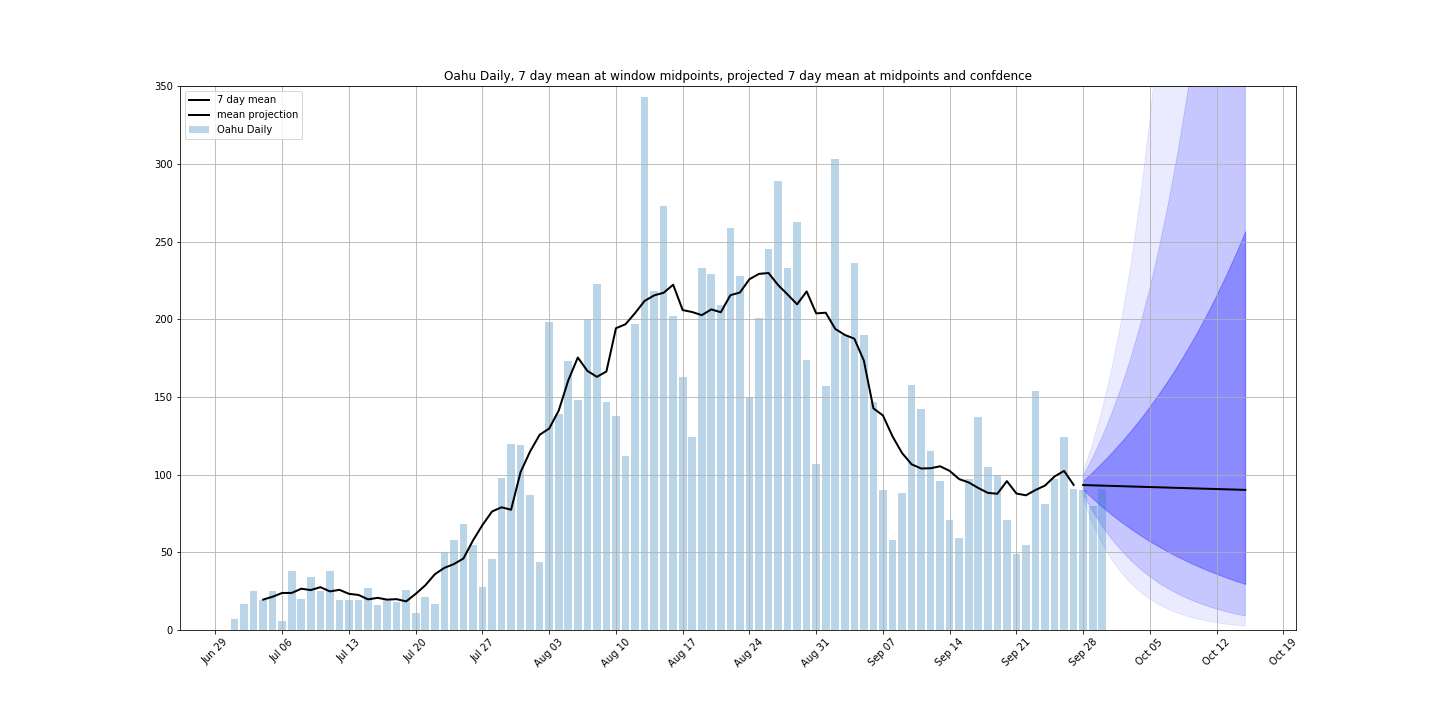 Oahu Daily, 7 day mean at window midpoints, projected 7 day mean at midpoints and confdence
350
300
250
200
150
100
50
0
7 day mean
mean projection
Oahu Daily
Jun 29
Jul 06
Jul 13
Jul 20
Jul 27
Aug 03
Aug 10
Aug 17
Aug 24
Aug 31
Sep 07
Sep 14
Sep 21
Sep 28
Oct 05
Oct 12
Oct 19